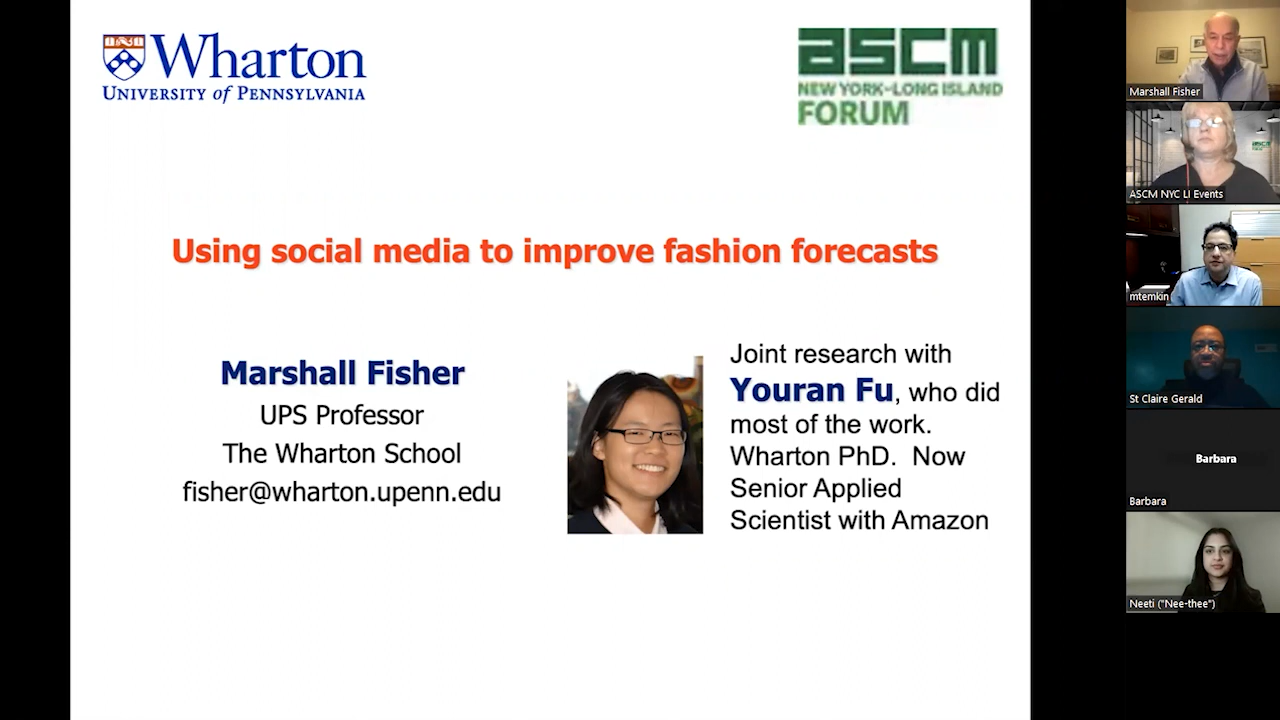 Wharton
UNIVERSITY of PENNSYLVANIA
ascm
NEW YORK-LONG ISLAND
FORUM
Using social media to improve fashion forecasts
Marshall Fisher
UPS Professor
The Wharton School
fisher@wharton.upenn.edu
Joint research with
Youran Fu, who did
most of the work.
Wharton PhD. Now
Senior Applied
Scientist with Amazon
Marshall Fisher
ASCM NYC LI Events
mtemkin
St Claire Gerald
Barbara
Barbara
Neeti ("Nee-thee")